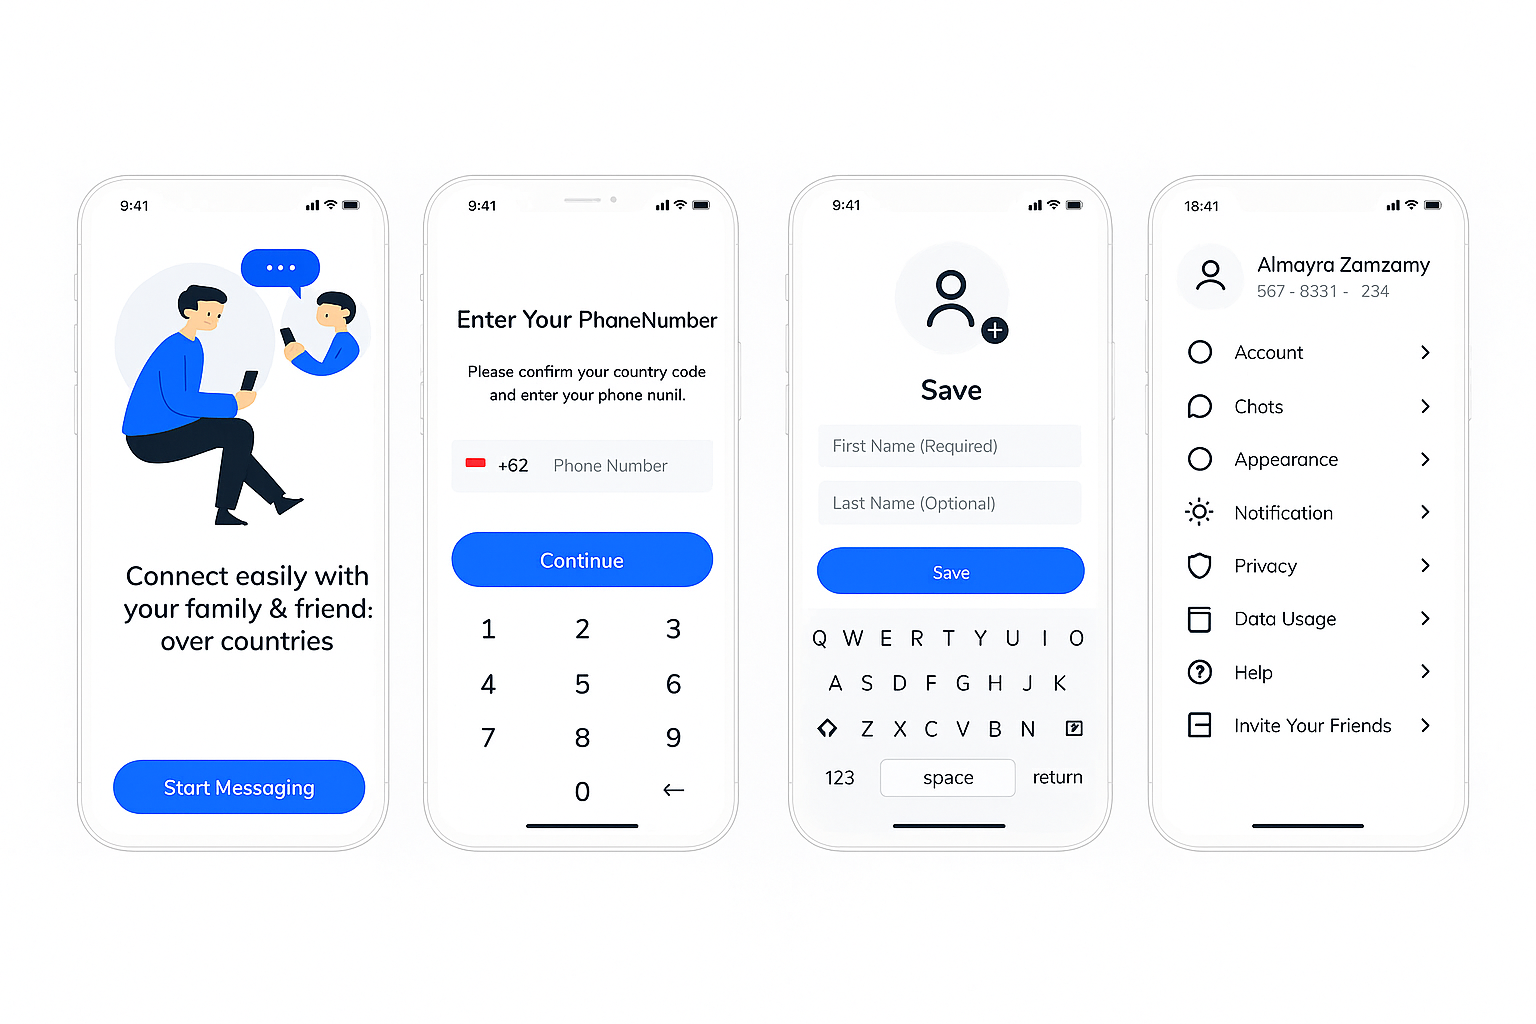 9:41
Connect easily with
your family & friend:
over countries
Start Messaging
9:41
Enter Your PhaneNumber
Please confirm your country code
and enter your phone nunil.
+62 Phone Number
Continue
1 2 3
4 5 6
7 8 9
0 ←
9:41
Save
First Name (Required)
Last Name (Optional)
Save
Q W E R T Y U I O
A S D F G H J K
Z X C V B N
123 space return
18:41
Almayra Zamzamy
567 - 8331 - 234
Account
Chots
Appearance
Notification
Privacy
Data Usage
Help
Invite Your Friends